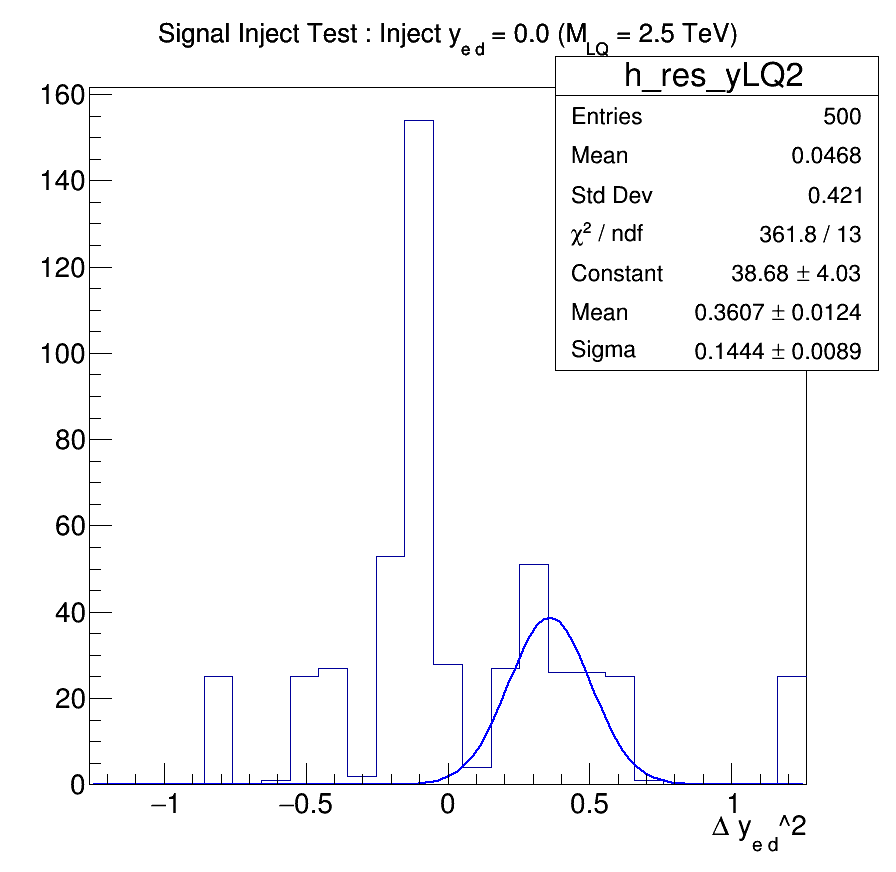 Signal Inject Test : Inject y_{e d} = 0.0 (M_{LQ} = 2.5 TeV)
h_res_yLQ2
Entries 500
Mean 0.0468
Std Dev 0.421
χ² / ndf 361.8 / 13
Constant 38.68 ± 4.03
Mean 0.3607 ± 0.0124
Sigma 0.1444 ± 0.0089
160
140
120
100
80
60
40
20
0
−1 −0.5 0 0.5 1
Δ y_{e d}^2